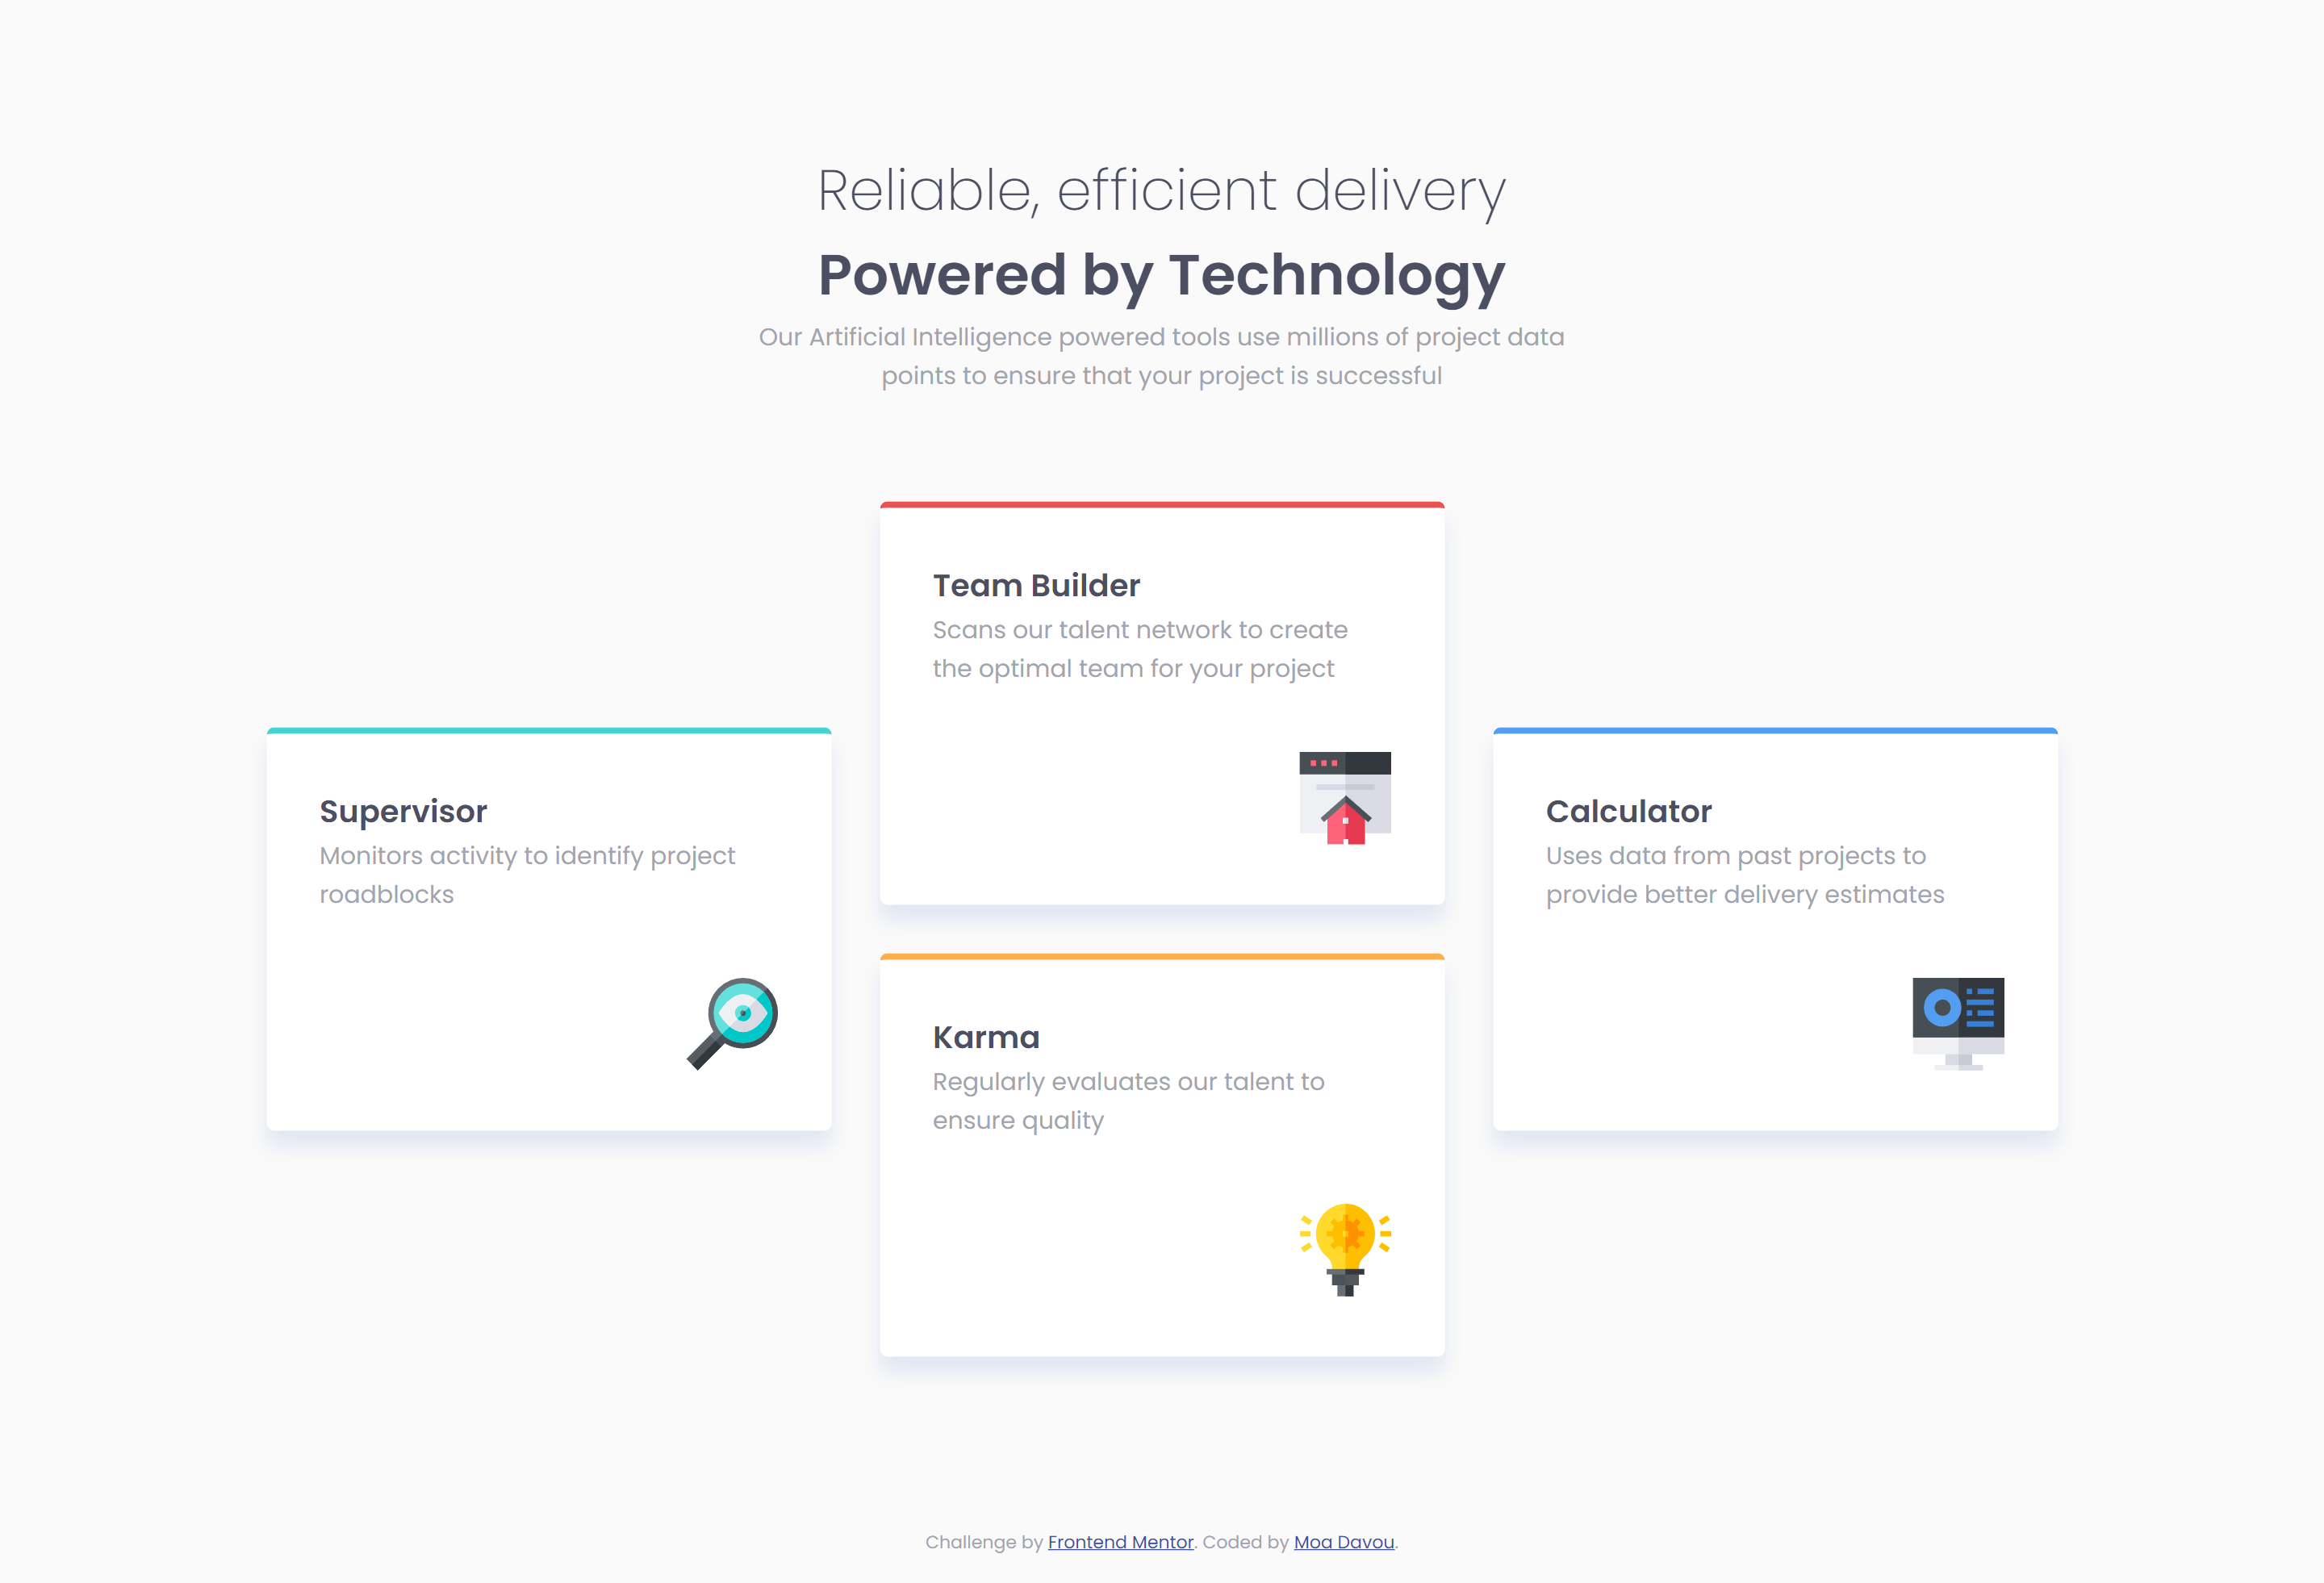 Reliable, efficient delivery
Powered by Technology
Our Artificial Intelligence powered tools use millions of project data
points to ensure that your project is successful
Supervisor
Monitors activity to identify project
roadblocks
Team Builder
Scans our talent network to create
the optimal team for your project
Karma
Regularly evaluates our talent to
ensure quality
Calculator
Uses data from past projects to
provide better delivery estimates
Challenge by Frontend Mentor. Coded by Moa Davou.